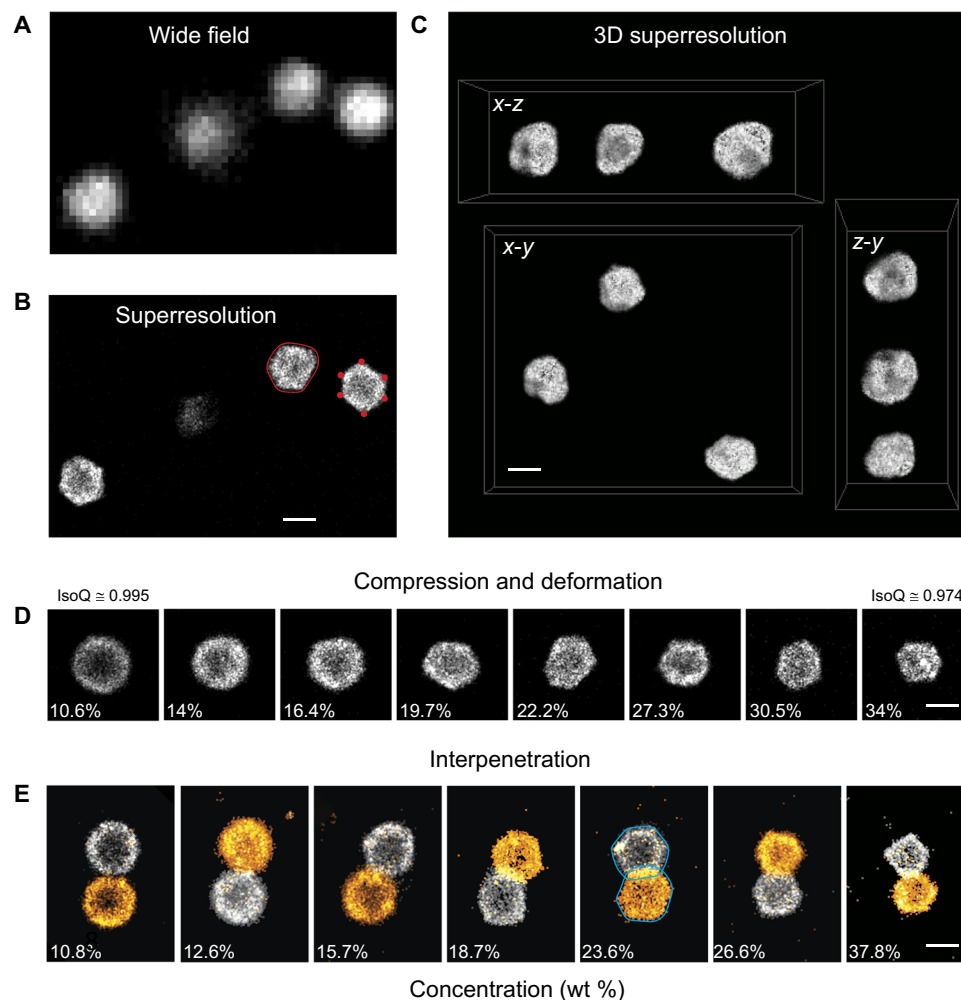 A
Wide field
B
Superresolution
C
3D superresolution
x-z
x-y
z-y
Compression and deformation
IsoQ ≅ 0.995
IsoQ ≅ 0.974
D
10.6%
14%
16.4%
19.7%
22.2%
27.3%
30.5%
34%
Interpenetration
E
10.8%
12.6%
15.7%
18.7%
23.6%
26.6%
37.8%
Concentration (wt %)